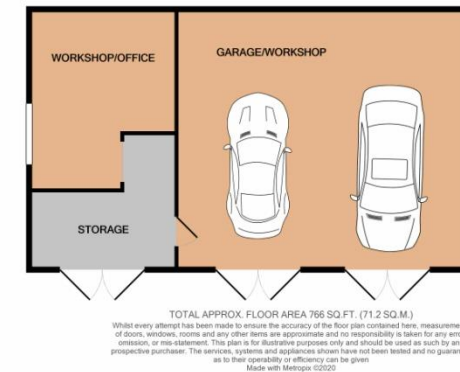 WORKSHOP/OFFICE
GARAGE/WORKSHOP
STORAGE
TOTAL APPROX. FLOOR AREA 766 SQ.FT. (71.2 SQ.M.)
Whilst every attempt has been made to ensure the accuracy of the floor plan contained here, measureme
of doors, windows, rooms and any other items are approximate and no responsibility is taken for any erro
omission, or mis-statement. This plan is for illustrative purposes only and should be used as such by an
prospective purchaser. The services, systems and appliances shown have not been tested and no guaran
as to their operability or efficiency can be given
Made with Metropix ©2020